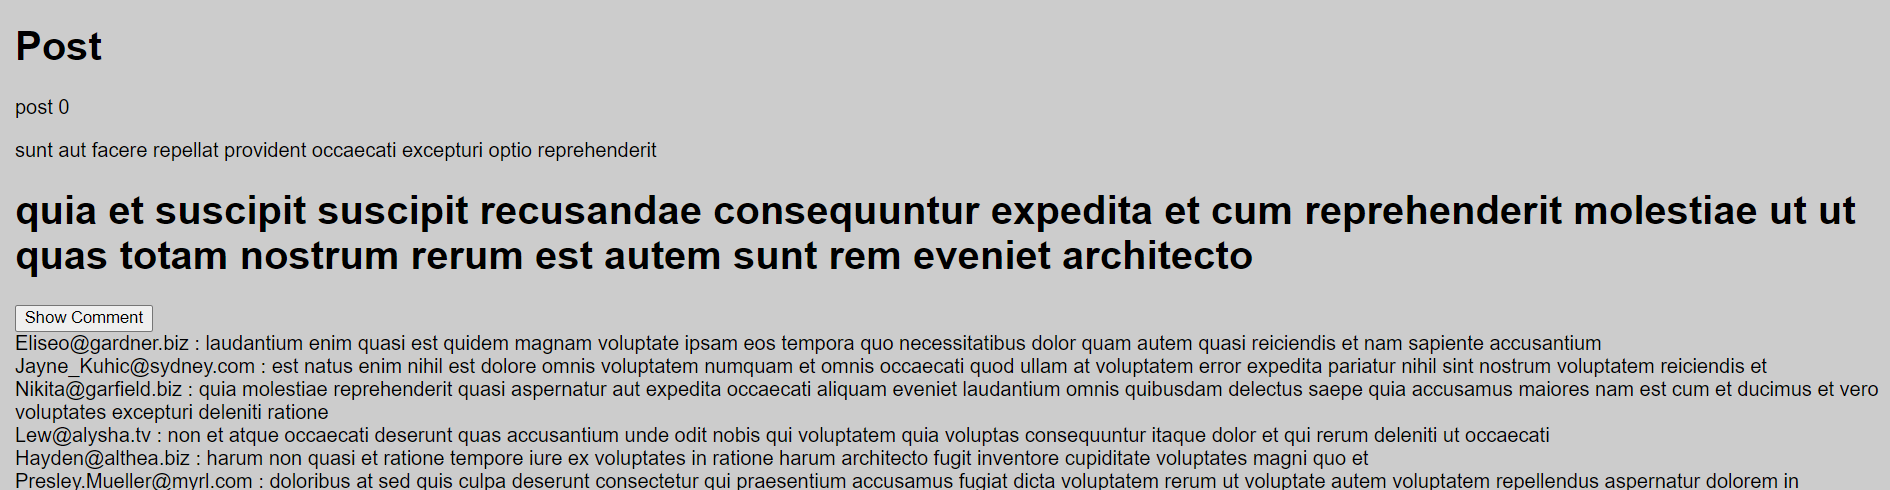 Post
post 0
sunt aut facere repellat provident occaecati excepturi optio reprehenderit
quia et suscipit suscipit recusandae consequuntur expedita et cum reprehenderit molestiae ut ut
quas totam nostrum rerum est autem sunt rem eveniet architecto
Show Comment
Eliseo@gardner.biz : laudantium enim quasi est quidem magnam voluptate ipsam eos tempora quo necessitatibus dolor quam autem quasi reiciendis et nam sapiente accusantium
Jayne_Kuhic@sydney.com : est natus enim nihil est dolore omnis voluptatem numquam et omnis occaecati quod ullam at voluptatem error expedita pariatur nihil sint nostrum voluptatem reiciendis et
Nikita@garfield.biz : quia molestiae reprehenderit quasi aspernatur aut expedita occaecati aliquam eveniet laudantium omnis quibusdam delectus saepe quia accusamus maiores nam est cum et ducimus et vero
voluptates excepturi deleniti ratione
Lew@alysha.tv : non et atque occaecati deserunt quas accusantium unde odit nobis qui voluptatem quia voluptas consequuntur itaque dolor et qui rerum deleniti ut occaecati
Hayden@althea.biz : harum non quasi et ratione tempore iure ex voluptates in ratione harum architecto fugit inventore cupiditate voluptates magni quo et
Presley.Mueller@myrl.com : doloribus at sed quis culpa deserunt consectetur qui praesentium accusamus fugiat dicta voluptatem rerum ut voluptate autem voluptatem repellendus aspernatur dolorem in